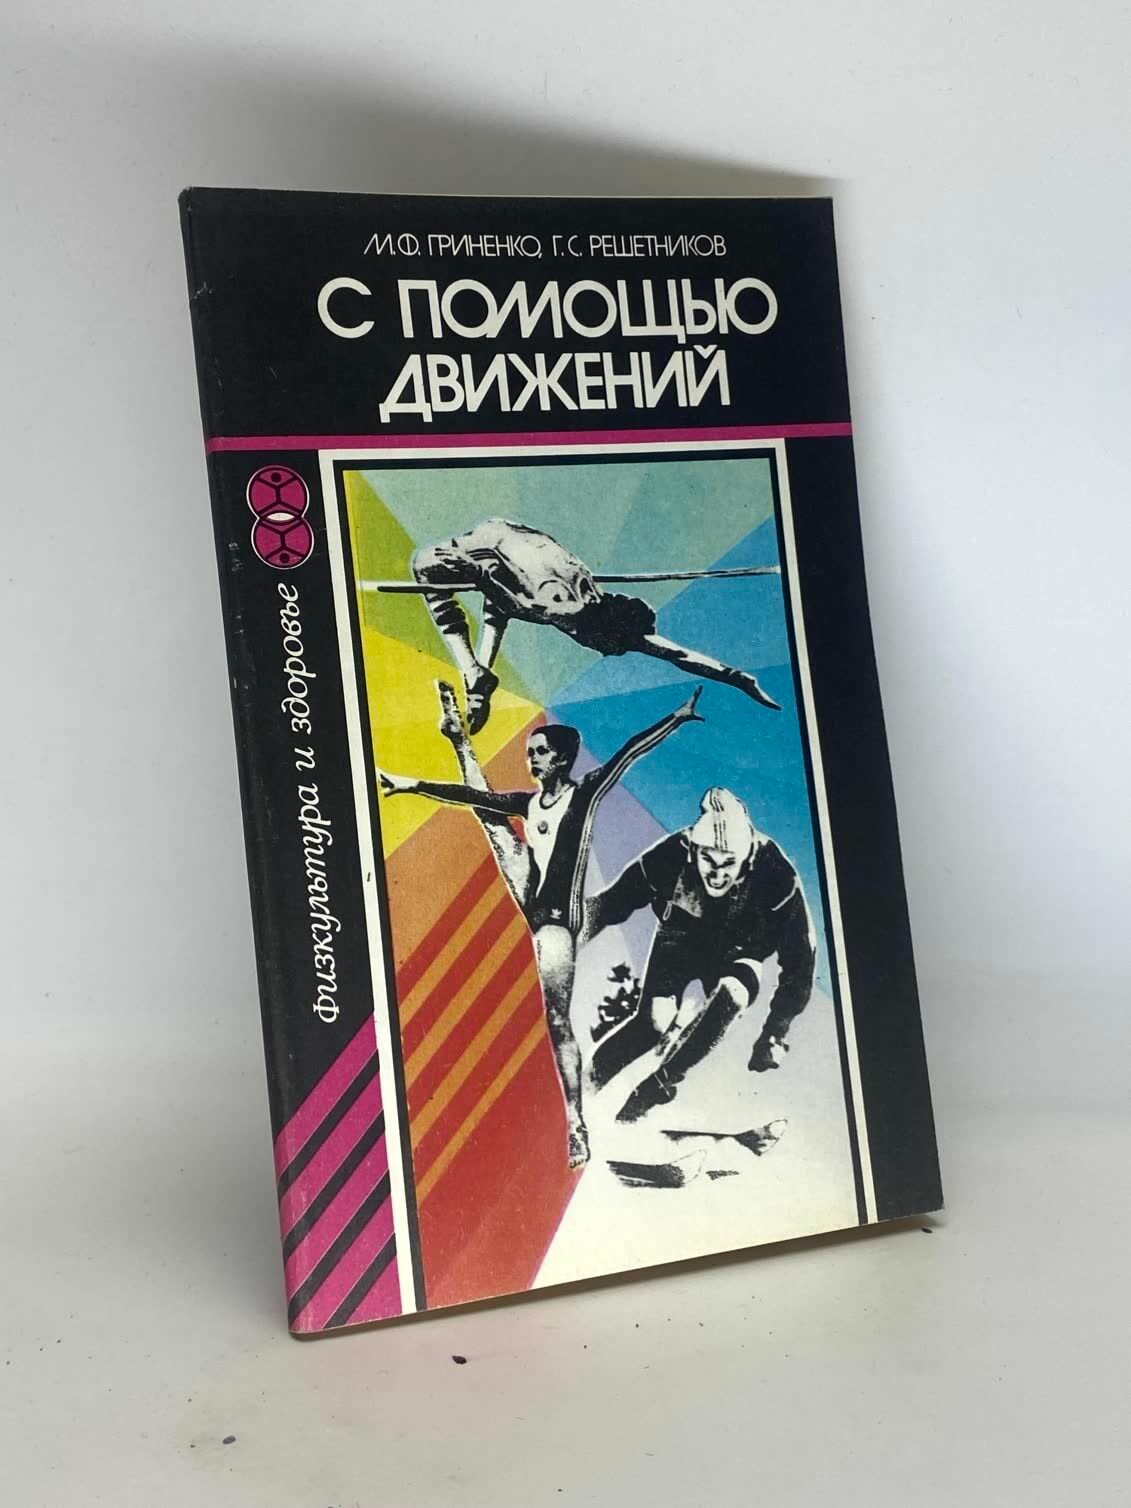 М.Ф. ГРИНЕНКО, Г.С. РЕШЕТНИКОВ
С ПОМОЩЬЮ
ДВИЖЕНИЙ
Физкультура и здоровье